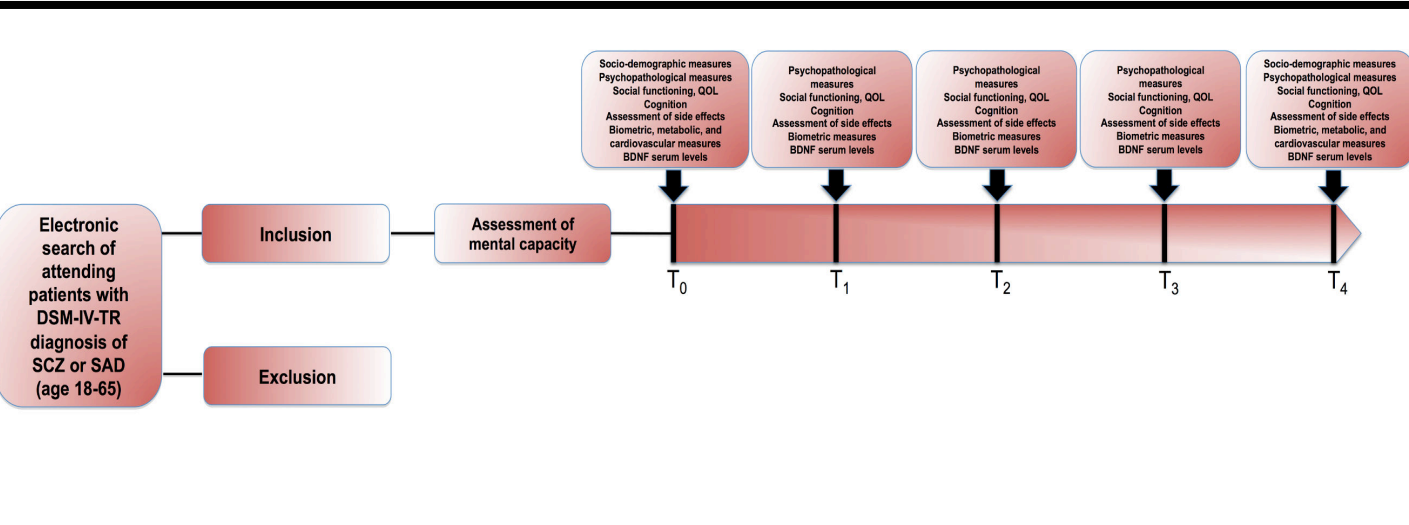 Electronic
search of
attending
patients with
DSM-IV-TR
diagnosis of
SCZ or SAD
(age 18-65)
Inclusion
Exclusion
Assessment of
mental capacity
Socio-demographic measures
Psychopathological measures
Social functioning, QOL
Cognition
Assessment of side effects
Biometric, metabolic, and
cardiovascular measures
BDNF serum levels
Psychopathological
measures
Social functioning, QOL
Cognition
Assessment of side effects
Biometric measures
BDNF serum levels
Psychopathological
measures
Social functioning, QOL
Cognition
Assessment of side effects
Biometric measures
BDNF serum levels
Psychopathological
measures
Social functioning, QOL
Cognition
Assessment of side effects
Biometric measures
BDNF serum levels
Socio-demographic measures
Psychopathological measures
Social functioning, QOL
Cognition
Assessment of side effects
Biometric, metabolic, and
cardiovascular measures
BDNF serum levels
T0
T1
T2
T3
T4